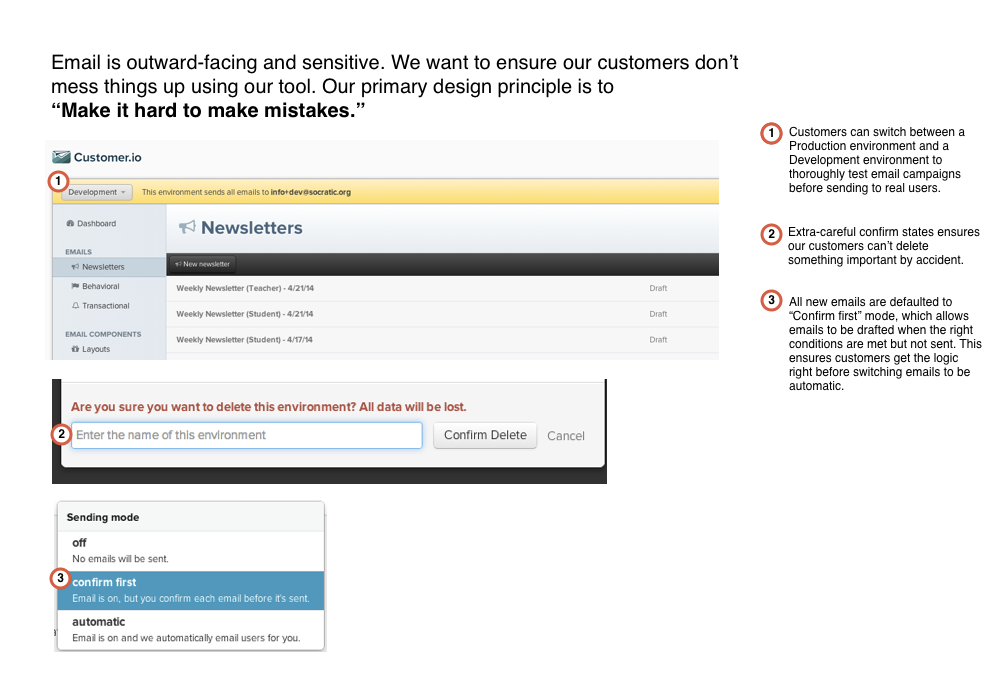 Email is outward-facing and sensitive. We want to ensure our customers don’t
mess things up using our tool. Our primary design principle is to
“Make it hard to make mistakes.”
Customer.io
1
Development
This environment sends all emails to info+dev@socratic.org
Dashboard
EMAILS
Newsletters
Behavioral
Transactional
EMAIL COMPONENTS
Layouts
Newsletters
New newsletter
Weekly Newsletter (Teacher) - 4/21/14 Draft
Weekly Newsletter (Student) - 4/21/14 Draft
Weekly Newsletter (Student) - 4/17/14 Draft
Are you sure you want to delete this environment? All data will be lost.
2
Enter the name of this environment
Confirm Delete
Cancel
Sending mode
off
No emails will be sent.
3
confirm first
Email is on, but you confirm each email before it's sent.
automatic
Email is on and we automatically email users for you.
1
Customers can switch between a
Production environment and a
Development environment to
thoroughly test email campaigns
before sending to real users.
2
Extra-careful confirm states ensures
our customers can’t delete
something important by accident.
3
All new emails are defaulted to
“Confirm first” mode, which allows
emails to be drafted when the right
conditions are met but not sent. This
ensures customers get the logic
right before switching emails to be
automatic.